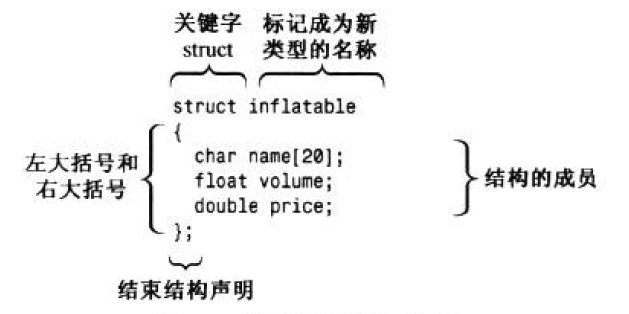 关键字 标记成为新
struct 类型的名称
struct inflatable
{
char name[20];
左大括号和
float volume;
结构的成员
右大括号
double price;
};
结束结构声明